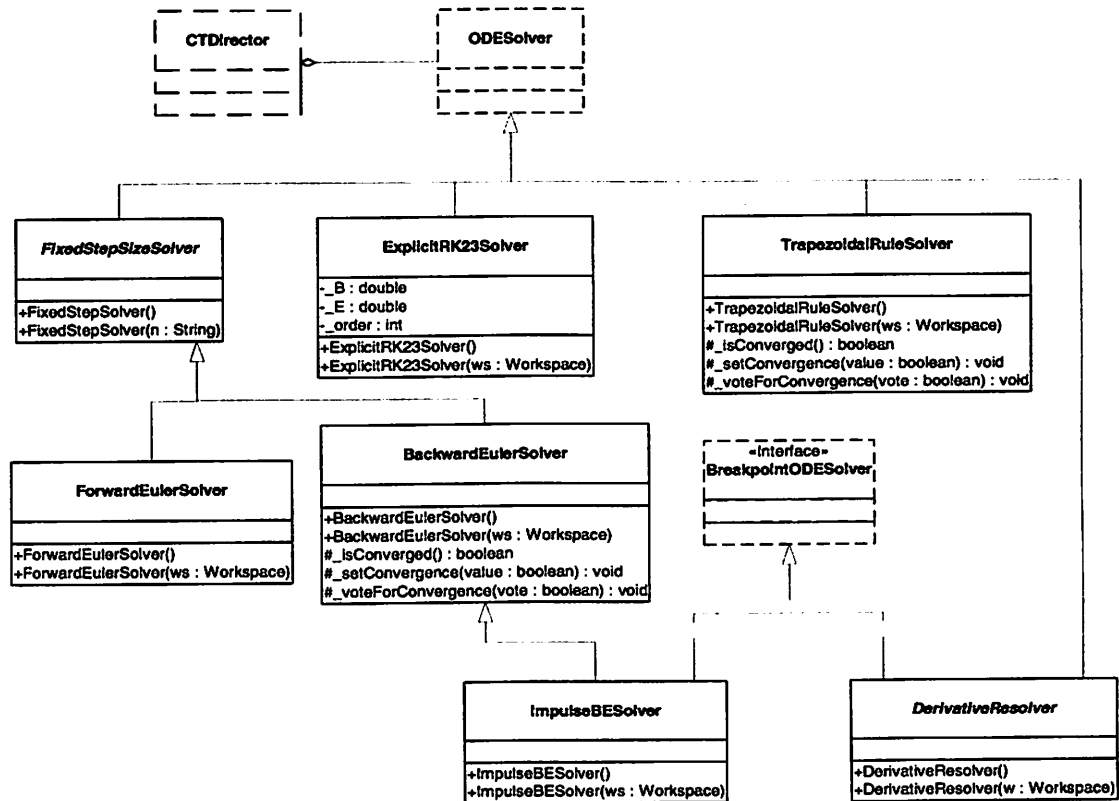 CTDirector
ODESolver
FixedStepSizeSolver
+FixedStepSolver()
+FixedStepSolver(n : String)
ExplicitRK23Solver
-_B : double
-_E : double
-_order : int
+ExplicitRK23Solver()
+ExplicitRK23Solver(ws : Workspace)
TrapezoidalRuleSolver
+TrapezoidalRuleSolver()
+TrapezoidalRuleSolver(ws : Workspace)
#_isConverged() : boolean
#_setConvergence(value : boolean) : void
#_voteForConvergence(vote : boolean) : void
ForwardEulerSolver
+ForwardEulerSolver()
+ForwardEulerSolver(ws : Workspace)
BackwardEulerSolver
+BackwardEulerSolver()
+BackwardEulerSolver(ws : Workspace)
#_isConverged() : boolean
#_setConvergence(value : boolean) : void
#_voteForConvergence(vote : boolean) : void
«Interface»
BreakpointODESolver
ImpulseBESolver
+ImpulseBESolver()
+ImpulseBESolver(ws : Workspace)
DerivativeResolver
+DerivativeResolver()
+DerivativeResolver(w : Workspace)